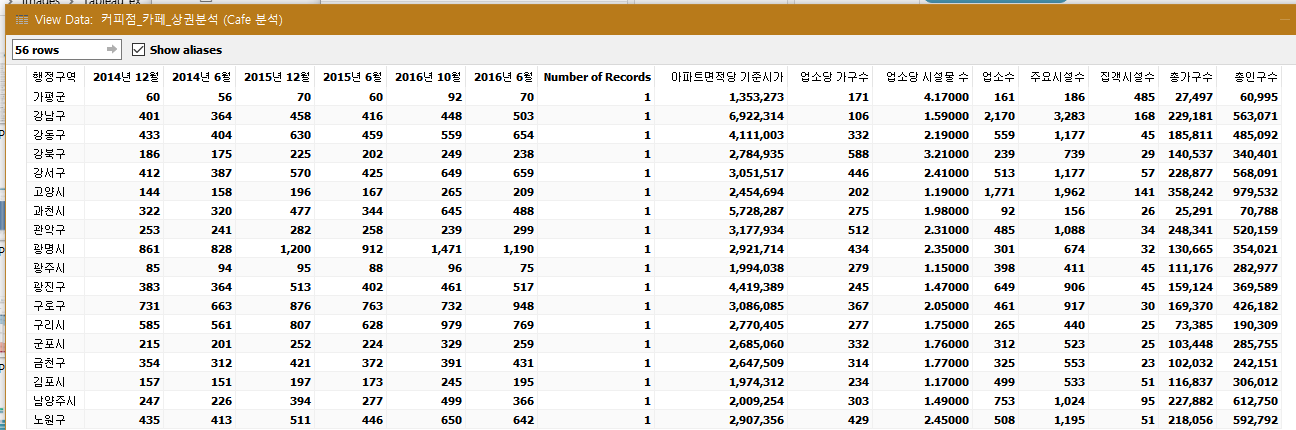 View Data: 커피점_카페_상권분석 (Cafe 분석)
56 rows Show aliases
행정구역 2014년 12월 2014년 6월 2015년 12월 2015년 6월 2016년 10월 2016년 6월 Number of Records 아파트면적당 기준시가 업소당 가구수 업소당 시설물 수 업소수 주요시설수 집객시설수 총가구수 총인구수
가평군 60 56 70 60 92 70 1 1,353,273 171 4.17000 161 186 485 27,497 60,995
강남구 401 364 458 416 448 503 1 6,922,314 106 1.59000 2,170 3,283 168 229,181 563,071
강동구 433 404 630 459 559 654 1 4,111,003 332 2.19000 559 1,177 45 185,811 485,092
강북구 186 175 225 202 249 238 1 2,784,935 588 3.21000 239 739 29 140,537 340,401
강서구 412 387 570 425 649 659 1 3,051,517 446 2.41000 513 1,177 57 228,877 568,091
고양시 144 158 196 167 265 209 1 2,454,694 202 1.19000 1,771 1,962 141 358,242 979,532
과천시 322 320 477 344 645 488 1 5,728,287 275 1.98000 92 156 26 25,291 70,788
관악구 253 241 282 258 239 299 1 3,177,934 512 2.31000 485 1,088 34 248,341 520,159
광명시 861 828 1,200 912 1,471 1,190 1 2,921,714 434 2.35000 301 674 32 130,665 354,021
광주시 85 94 95 88 96 75 1 1,994,038 279 1.15000 398 411 45 111,176 282,977
광진구 383 364 513 402 461 517 1 4,419,389 245 1.47000 649 906 45 159,124 369,589
구로구 731 663 876 763 732 948 1 3,086,085 367 2.05000 461 917 30 169,370 426,182
구리시 585 561 807 628 979 769 1 2,770,405 277 1.75000 265 440 25 73,385 190,309
군포시 215 201 252 224 329 259 1 2,685,060 332 1.76000 312 523 25 103,448 285,755
금천구 354 312 421 372 391 431 1 2,647,509 314 1.77000 325 553 23 102,032 242,151
김포시 157 151 197 173 245 195 1 1,974,312 234 1.17000 499 533 51 116,837 306,012
남양주시 247 226 394 277 499 366 1 2,009,254 303 1.49000 753 1,024 95 227,882 612,750
노원구 435 413 511 446 650 642 1 2,907,356 429 2.45000 508 1,195 51 218,056 592,792